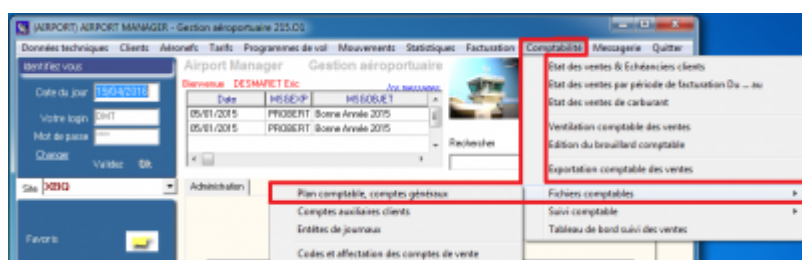 (AIRPORT) AIRPORT MANAGER - Gestion aéroportuaire 215.01
Données techniques Clients Aéronefs Tarifs Programmes de vol Mouvements Statistiques Facturation Comptabilité Messagerie Quitter
Identifiez vous
Airport Manager Gestion aéroportuaire
Bienvenue DESMARET Eric
Date du jour 15/04/2016
Date MSGEXP MSGOBJET
05/01/2015 PROBERT Bonne Année 2015
05/01/2015 PROBERT Bonne Année 2015
Votre login DMT
Mot de passe
Changer Validez Ok
Rechercher
Site
Administration
Favoris
Etat des ventes & Echéanciers clients
Etat des ventes par période de facturation Du ... au
Etat des ventes de carburant
Ventilation comptable des ventes
Edition du brouillard comptable
Exportation comptable des ventes
Fichiers comptables
Suivi comptable
Tableau de bord suivi des ventes
Plan comptable, comptes généraux
Comptes auxiliaires clients
Entêtes de journaux
Codes et affectation des comptes de vente